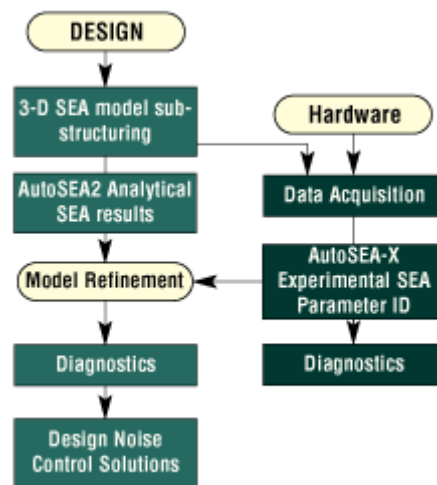 DESIGN
3-D SEA model sub-
structuring
AutoSEA2 Analytical
SEA results
Model Refinement
Diagnostics
Design Noise
Control Solutions
Hardware
Data Acquisition
AutoSEA-X
Experimental SEA
Parameter ID
Diagnostics